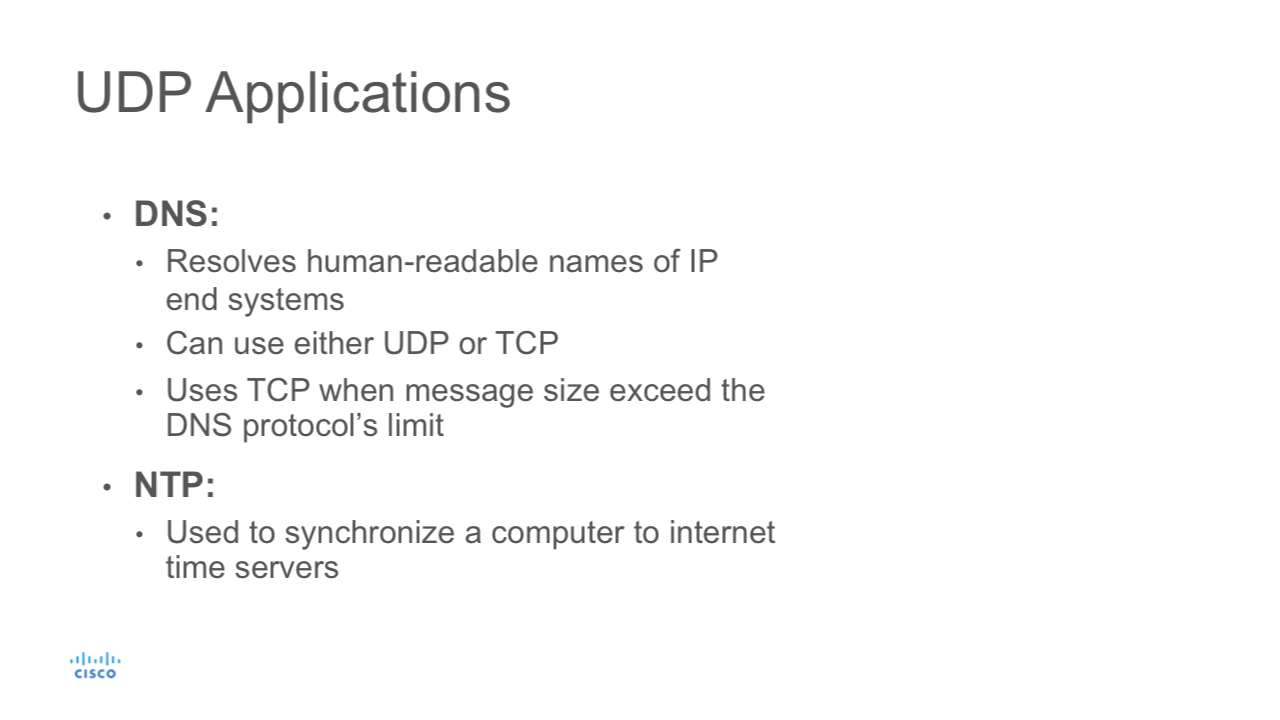 UDP Applications
• DNS:
• Resolves human-readable names of IP
end systems
• Can use either UDP or TCP
• Uses TCP when message size exceed the
DNS protocol’s limit
• NTP:
• Used to synchronize a computer to internet
time servers
CISCO